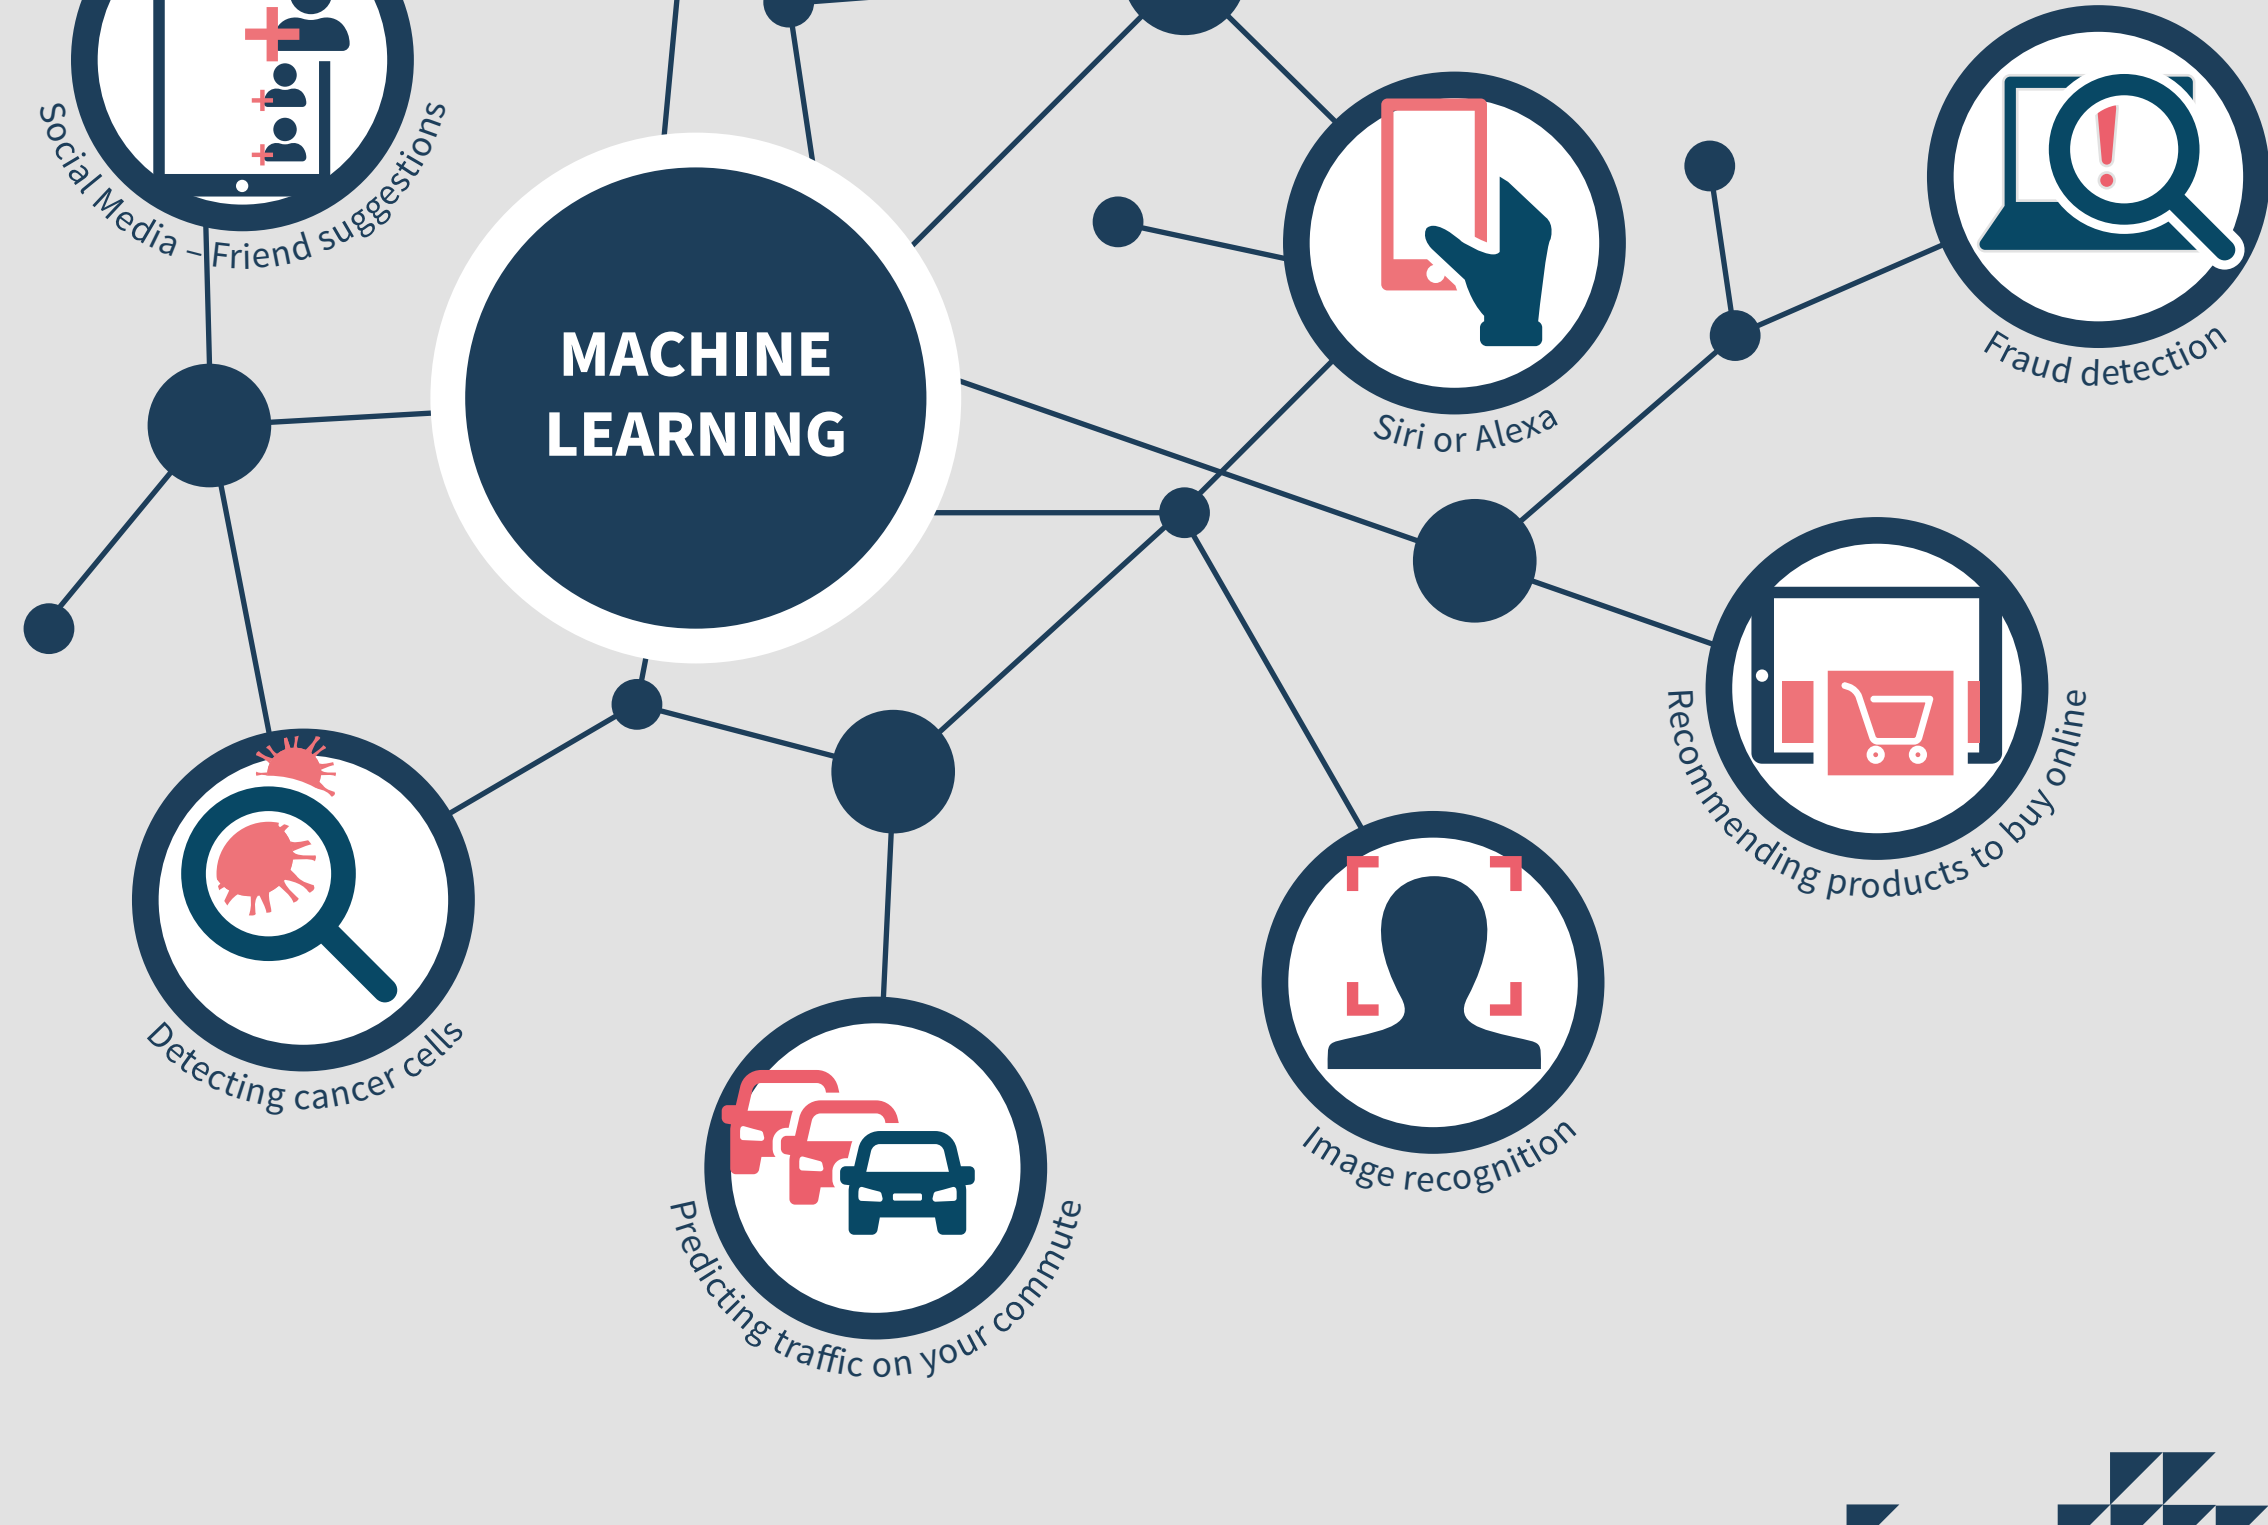 Social Media – Friend suggestions
MACHINE
LEARNING
Siri or Alexa
Fraud detection
Recommending products to buy online
Detecting cancer cells
Image recognition
Predicting traffic on your commute